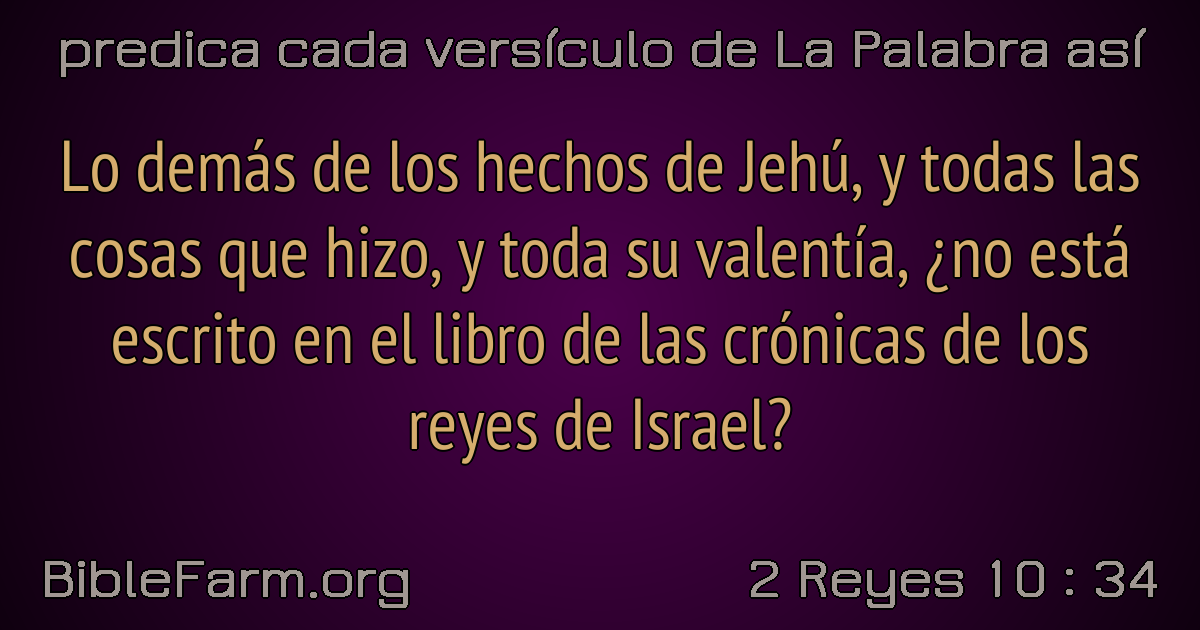 predica cada versículo de La Palabra así
Lo demás de los hechos de Jehú, y todas las
cosas que hizo, y toda su valentía, ¿no está
escrito en el libro de las crónicas de los
reyes de Israel?
BibleFarm.org
2 Reyes 10 : 34